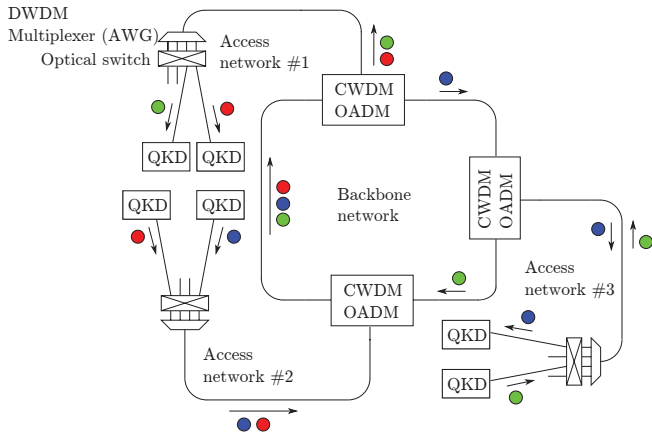 DWDM
Multiplexer (AWG)
Optical switch
Access
network #1
CWDM
OADM
QKD
QKD
QKD
QKD
Backbone
network
CWDM
OADM
CWDM
OADM
Access
network #3
QKD
QKD
Access
network #2